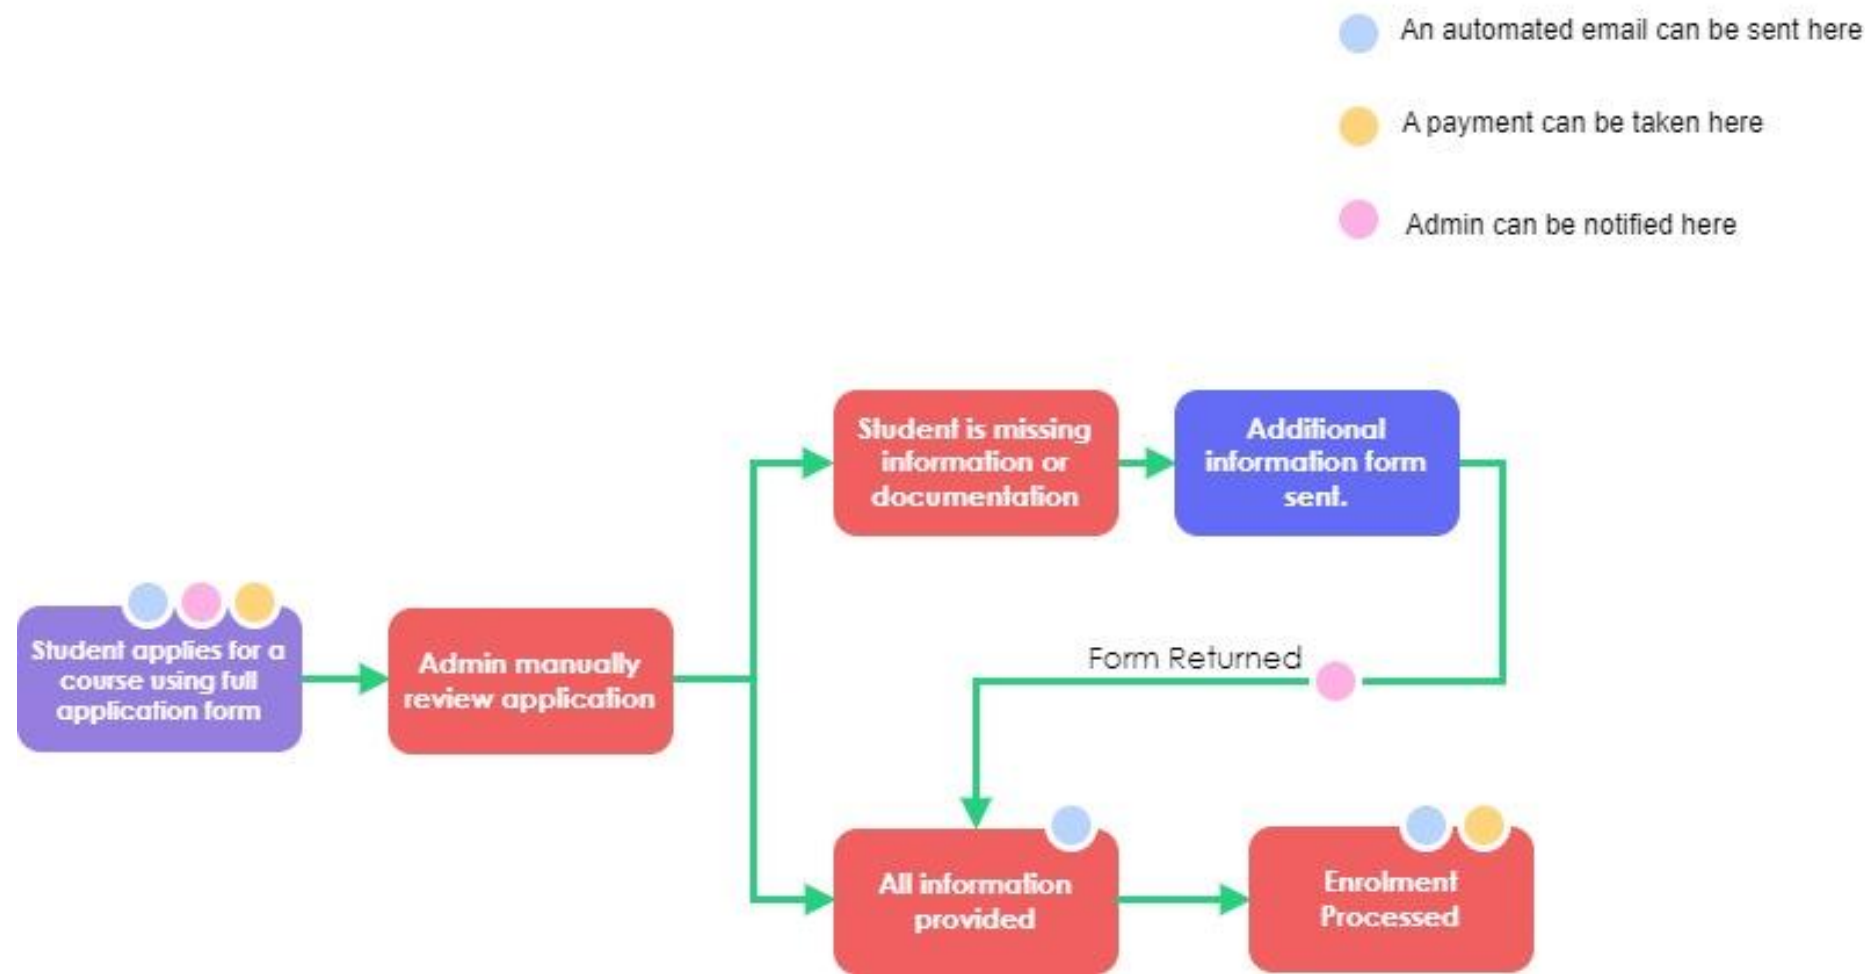 An automated email can be sent here
A payment can be taken here
Admin can be notified here
Student is missing
information or
documentation
Additional
information form
sent.
Student applies for a
course using full
application form
Admin manually
review application
Form Returned
All information
provided
Enrolment
Processed